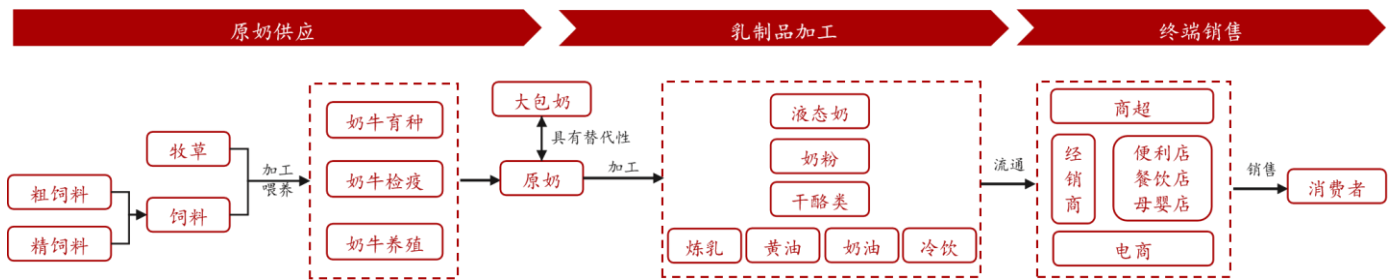 原奶供应
乳制品加工
终端销售
粗饲料
精饲料
牧草
饲料
加工
喂养
奶牛育种
奶牛检疫
奶牛养殖
大包奶
具有替代性
原奶
加工
液态奶
奶粉
干酪类
炼乳
黄油
奶油
冷饮
流通
商超
经
销
商
便利店
餐饮店
母婴店
电商
销售
消费者